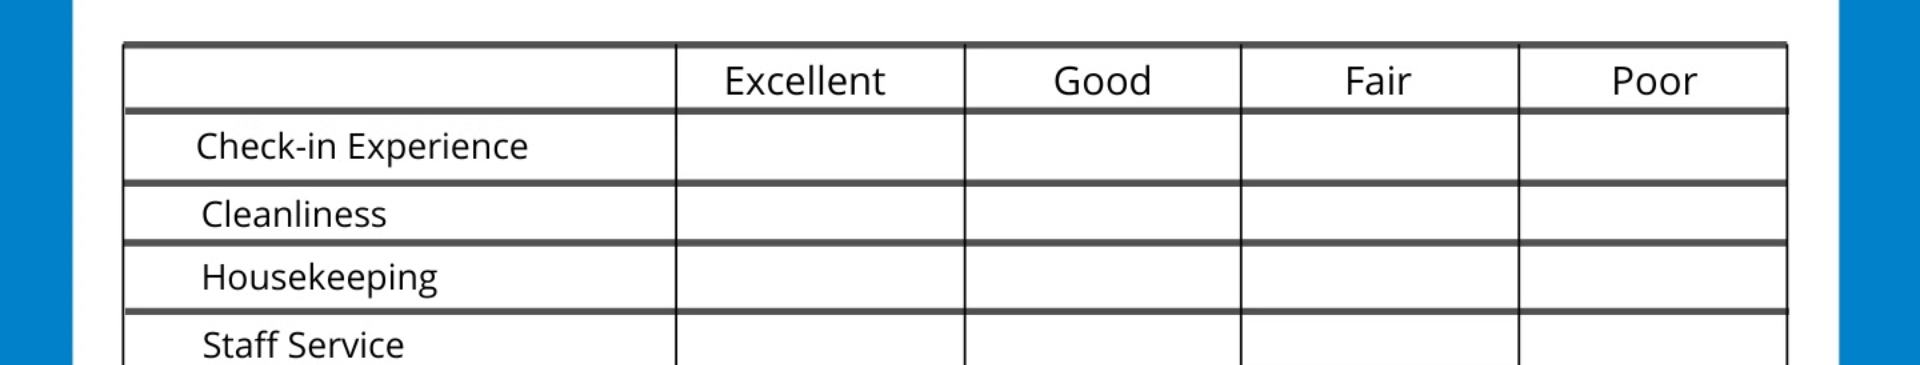 Excellent Good Fair Poor
Check-in Experience
Cleanliness
Housekeeping
Staff Service